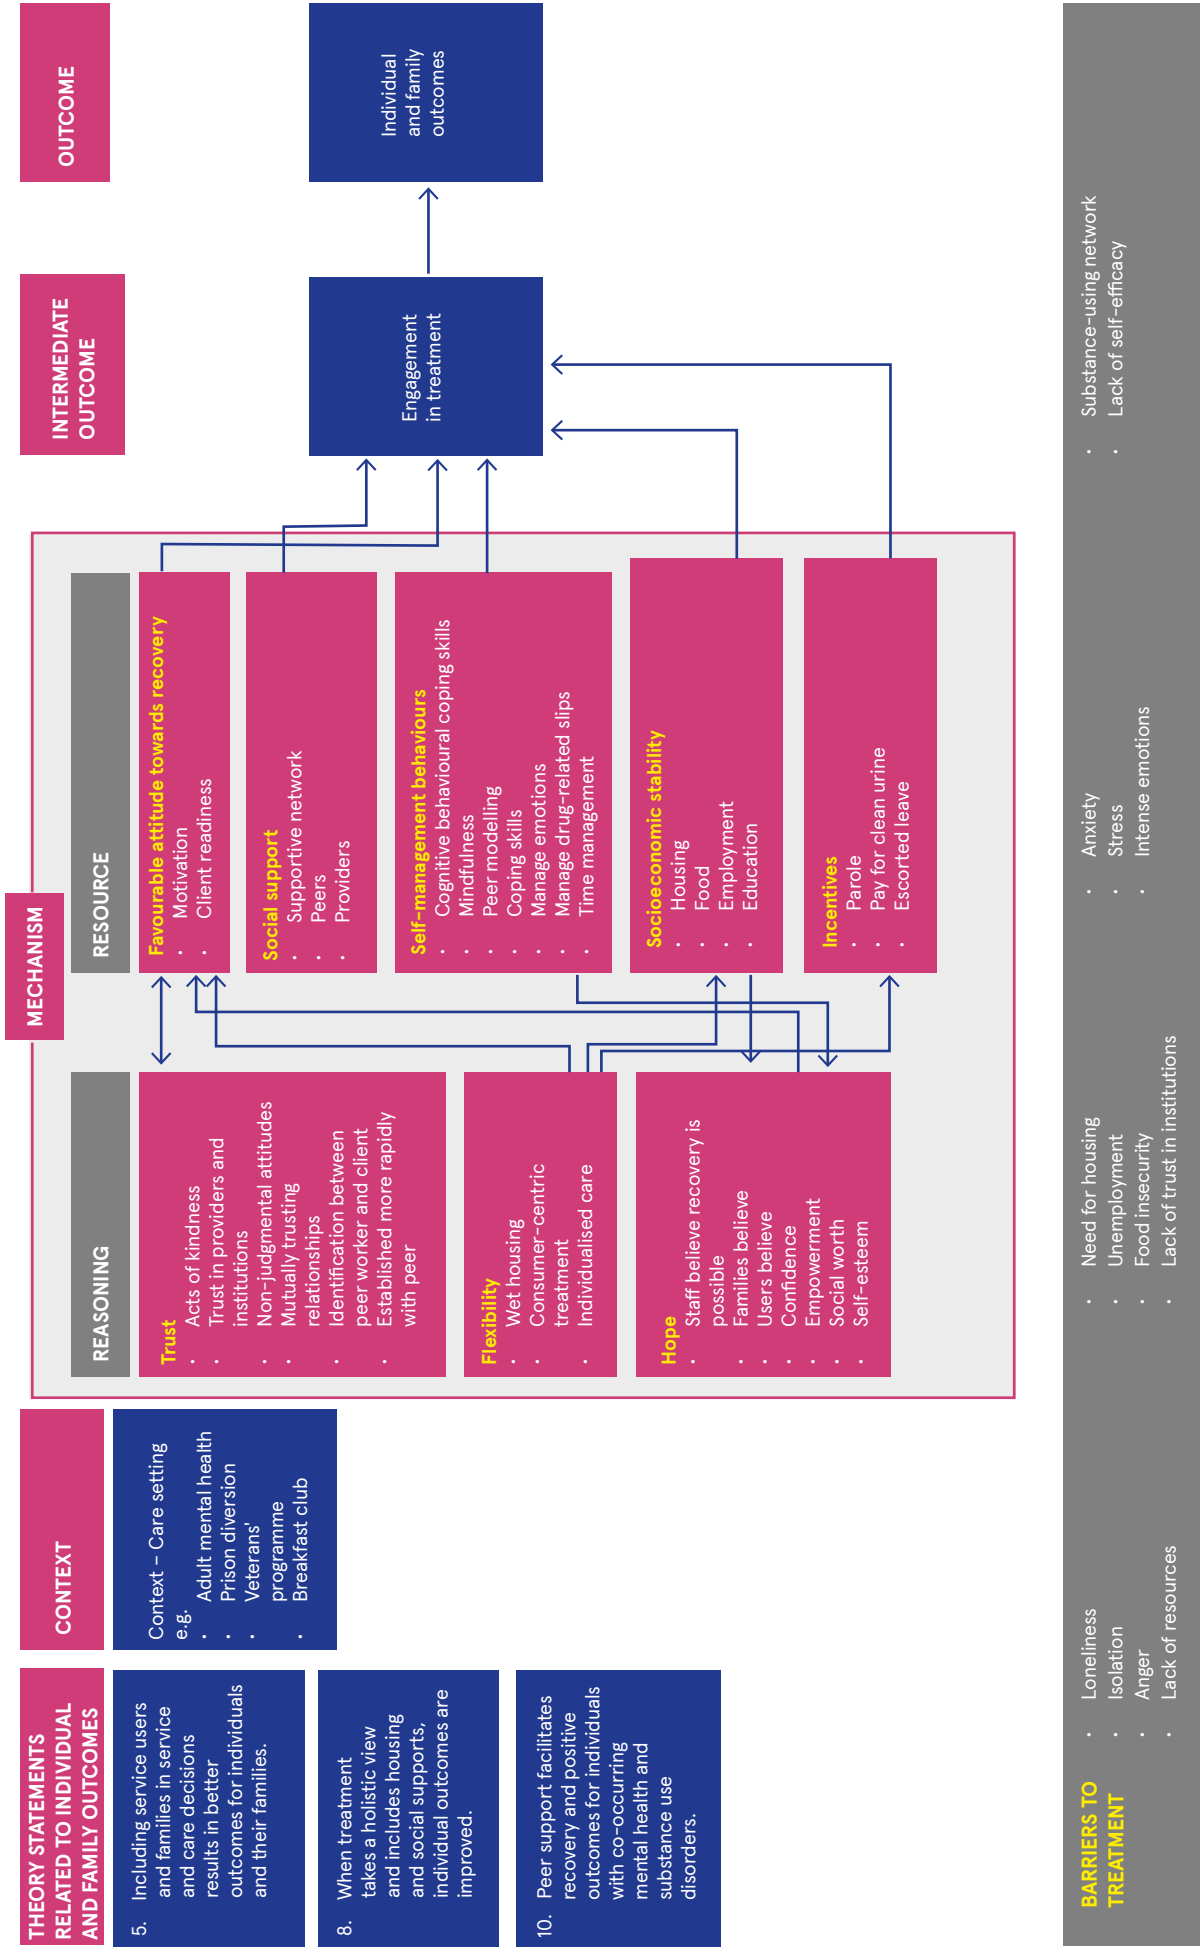 THEORY STATEMENTS
RELATED TO INDIVIDUAL
AND FAMILY OUTCOMES
5. Including service users
and families in service
and care decisions
results in better
outcomes for individuals
and their families.
8. When treatment
takes a holistic view
and includes housing
and social supports,
individual outcomes are
improved.
10. Peer support facilitates
recovery and positive
outcomes for individuals
with co-occurring
mental health and
substance use
disorders.
CONTEXT
Context – Care setting
e.g.
• Adult mental health
• Prison diversion
• Veterans'
programme
• Breakfast club
MECHANISM
REASONING
Trust
• Acts of kindness
• Trust in providers and
institutions
• Non-judgmental attitudes
• Mutually trusting
relationships
• Identification between
peer worker and client
• Established more rapidly
with peer
Flexibility
• Wet housing
• Consumer-centric
treatment
• Individualised care
Hope
• Staff believe recovery is
possible
• Families believe
• Users believe
• Confidence
• Empowerment
• Social worth
• Self-esteem
RESOURCE
Favourable attitude towards recovery
• Motivation
• Client readiness
Social support
• Supportive network
• Peers
• Providers
Self-management behaviours
• Cognitive behavioural coping skills
• Mindfulness
• Peer modelling
• Coping skills
• Manage emotions
• Manage drug-related slips
• Time management
Socioeconomic stability
• Housing
• Food
• Employment
• Education
Incentives
• Parole
• Pay for clean urine
• Escorted leave
INTERMEDIATE
OUTCOME
Engagement
in treatment
OUTCOME
Individual
and family
outcomes
BARRIERS TO
TREATMENT
• Loneliness
• Isolation
• Anger
• Lack of resources
• Need for housing
• Unemployment
• Food insecurity
• Lack of trust in institutions
• Anxiety
• Stress
• Intense emotions
• Substance-using network
• Lack of self-efficacy